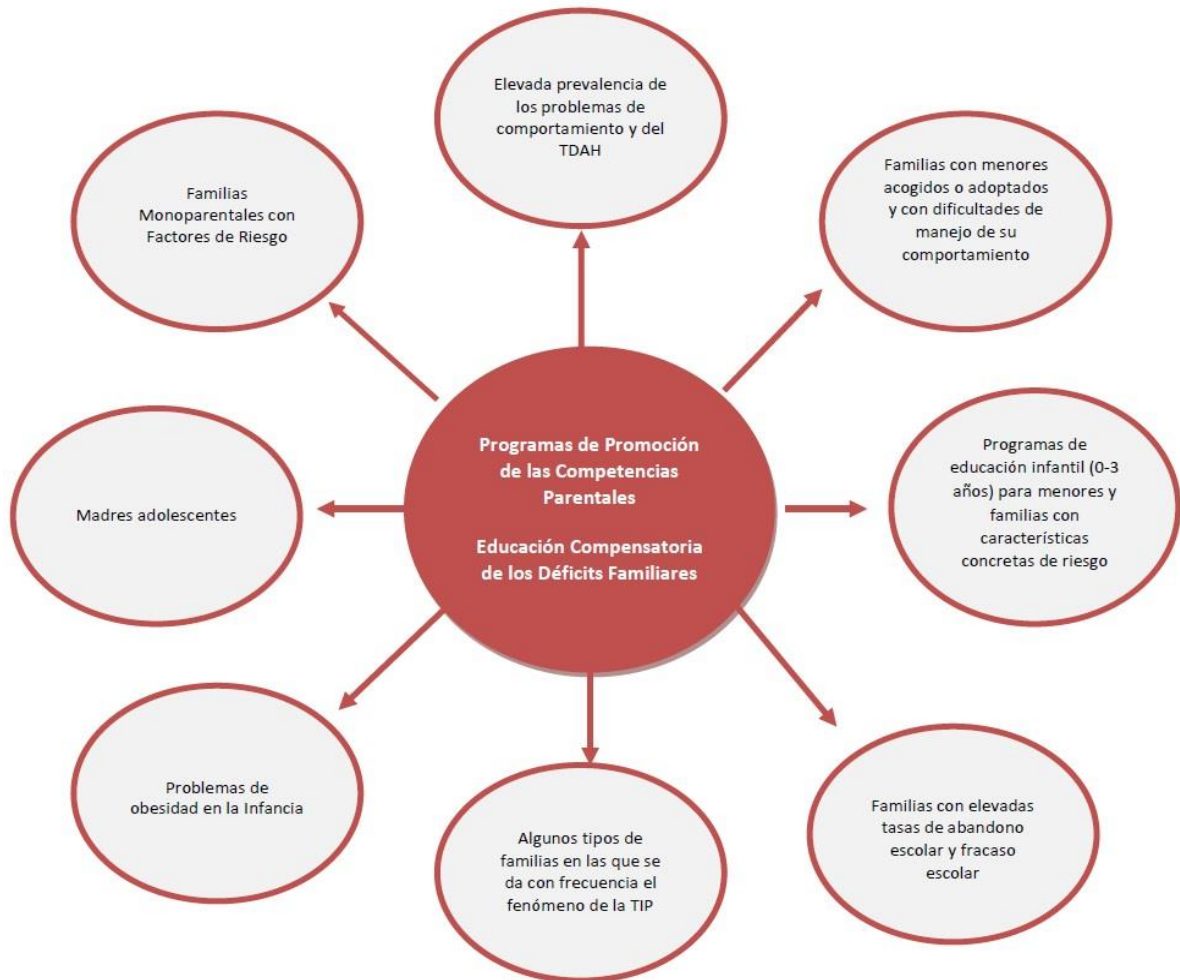 Elevada prevalencia de
los problemas de
comportamiento y del
TDAH
Familias con menores
acogidos o adoptados
y con dificultades de
manejo de su
comportamiento
Familias
Monoparentales con
Factores de Riesgo
Programas de Promoción
de las Competencias
Parentales
Educación Compensatoria
de los Déficits Familiares
Programas de
educación infantil (0-3
años) para menores y
familias con
características
concretas de riesgo
Madres adolescentes
Problemas de
obesidad en la Infancia
Algunos tipos de
familias en las que se
da con frecuencia el
fenómeno de la TIP
Familias con elevadas
tasas de abandono
escolar y fracaso
escolar